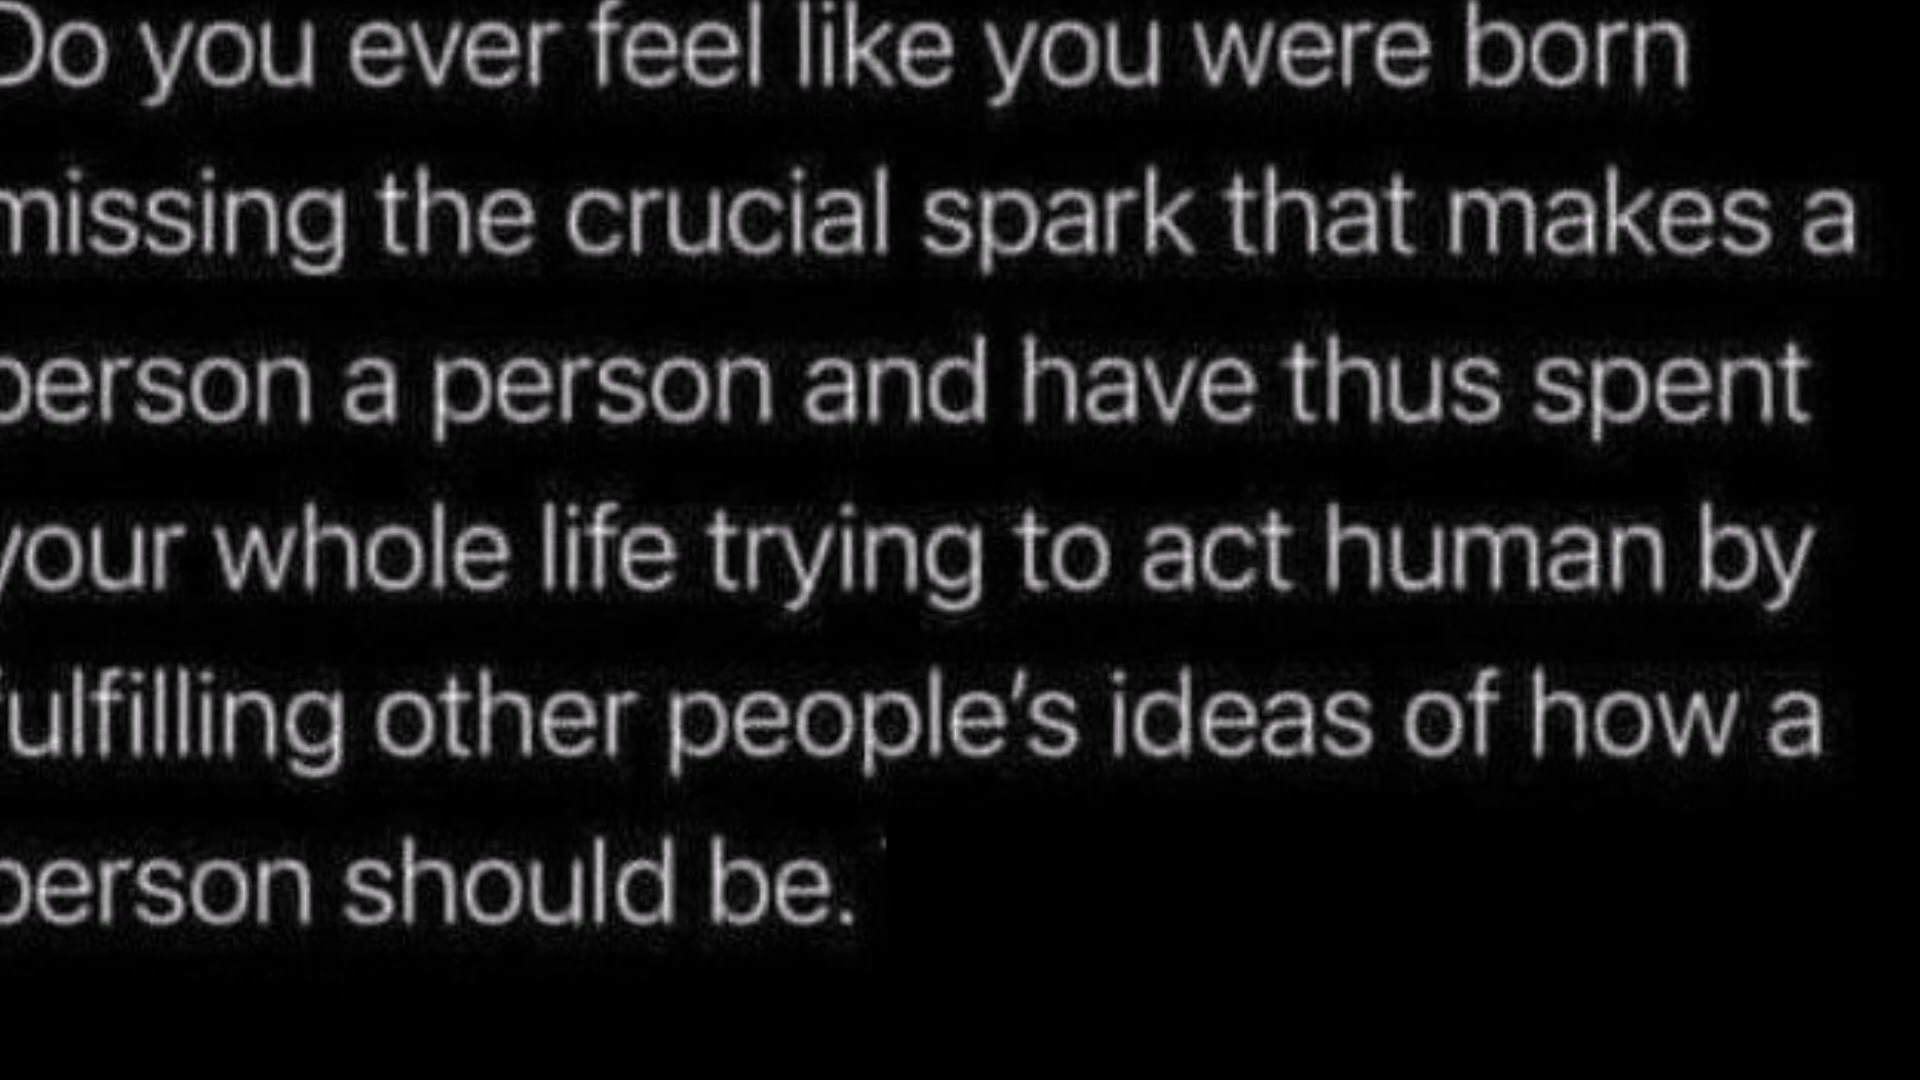 Do you ever feel like you were born
missing the crucial spark that makes a
person a person and have thus spent
your whole life trying to act human by
fulfilling other people’s ideas of how a
person should be.